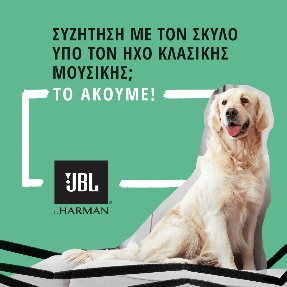 ΣΥΖΗΤΗΣΗ ΜΕ ΤΟΝ ΣΚΥΛΟ
ΥΠΟ ΤΟΝ ΗΧΟ ΚΛΑΣΙΚΗΣ
ΜΟΥΣΙΚΗΣ;
ΤΟ ΑΚΟΥΜΕ!
JBL
by HARMAN